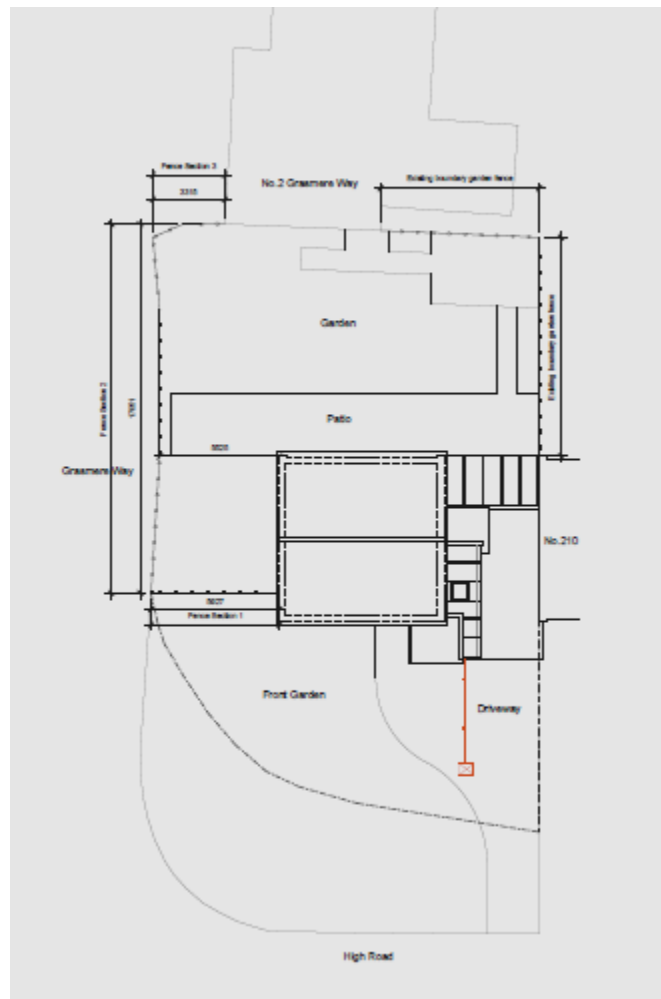 Fence Section 3
3315
No.2 Grasmere Way
Existing boundary garden fence
Garden
Existing boundary garden fence
Fence Section 2
Patio
Grasmere Way
No.210
Fence Section 1
Front Garden
Driveway
High Road